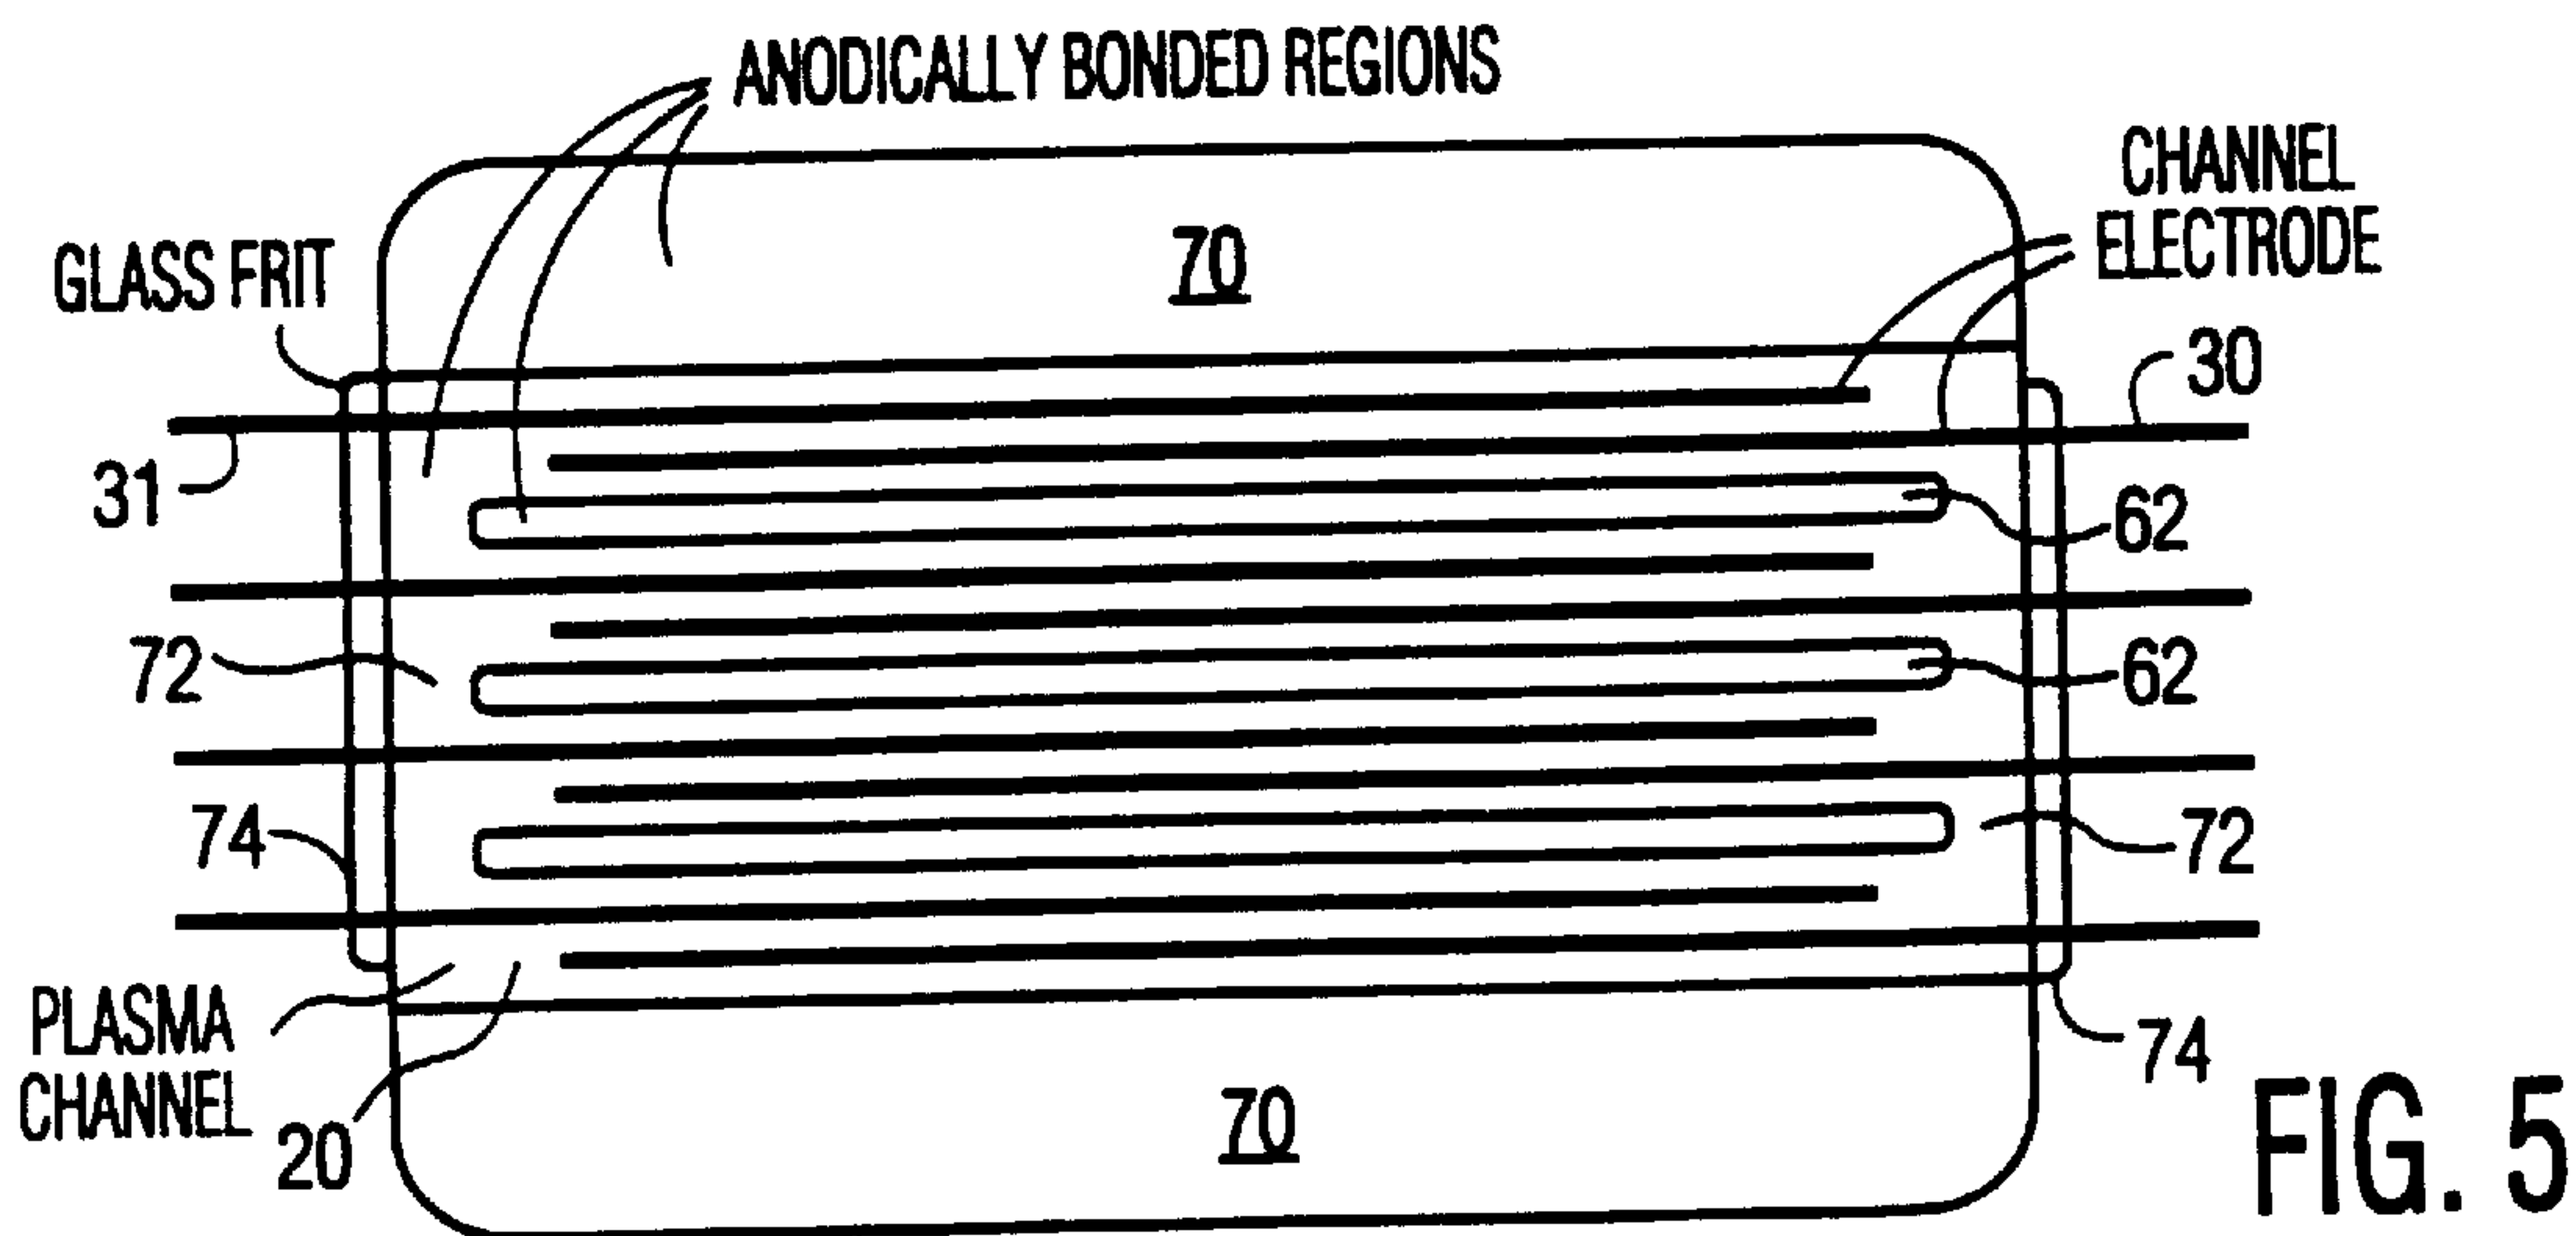 ANODICALLY BONDED REGIONS
CHANNEL
ELECTRODE
GLASS FRIT
70
30
31
62
72
62
74
72
PLASMA
CHANNEL
20
70
74
FIG. 5